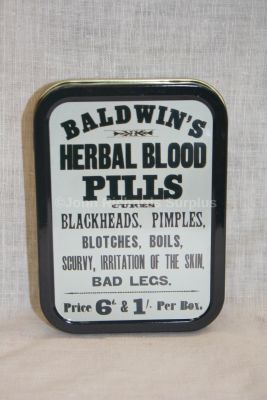 BALDWIN'S
HERBAL BLOOD
PILLS
CURES
BLACKHEADS, PIMPLES,
BLOTCHES, BOILS,
SCURVY, IRRITATION OF THE SKIN,
BAD LEGS.
Price 6d & 1/- Per Box.